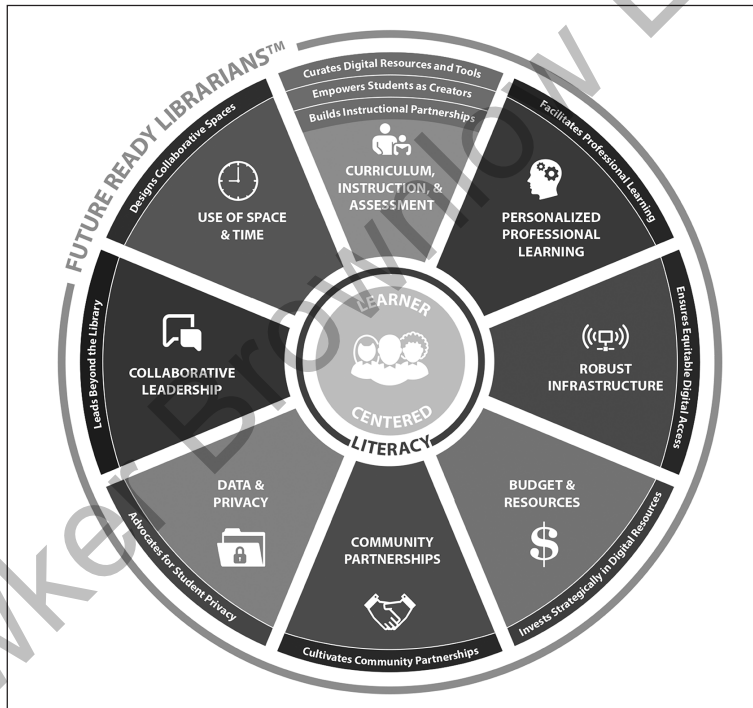 FUTURE READY LIBRARIANS™
Curates Digital Resources and Tools
Empowers Students as Creators
Builds Instructional Partnerships
CURRICULUM,
INSTRUCTION, &
ASSESSMENT
Facilitates Professional Learning
PERSONALIZED
PROFESSIONAL
LEARNING
Ensures Equitable Digital Access
ROBUST
INFRASTRUCTURE
Invests Strategically in Digital Resources
BUDGET &
RESOURCES
$
Cultivates Community Partnerships
COMMUNITY
PARTNERSHIPS
Advocates for Student Privacy
DATA &
PRIVACY
Leads Beyond the Library
COLLABORATIVE
LEADERSHIP
Designs Collaborative Spaces
USE OF SPACE
& TIME
LEARNER
CENTERED
LITERACY
Brownlow